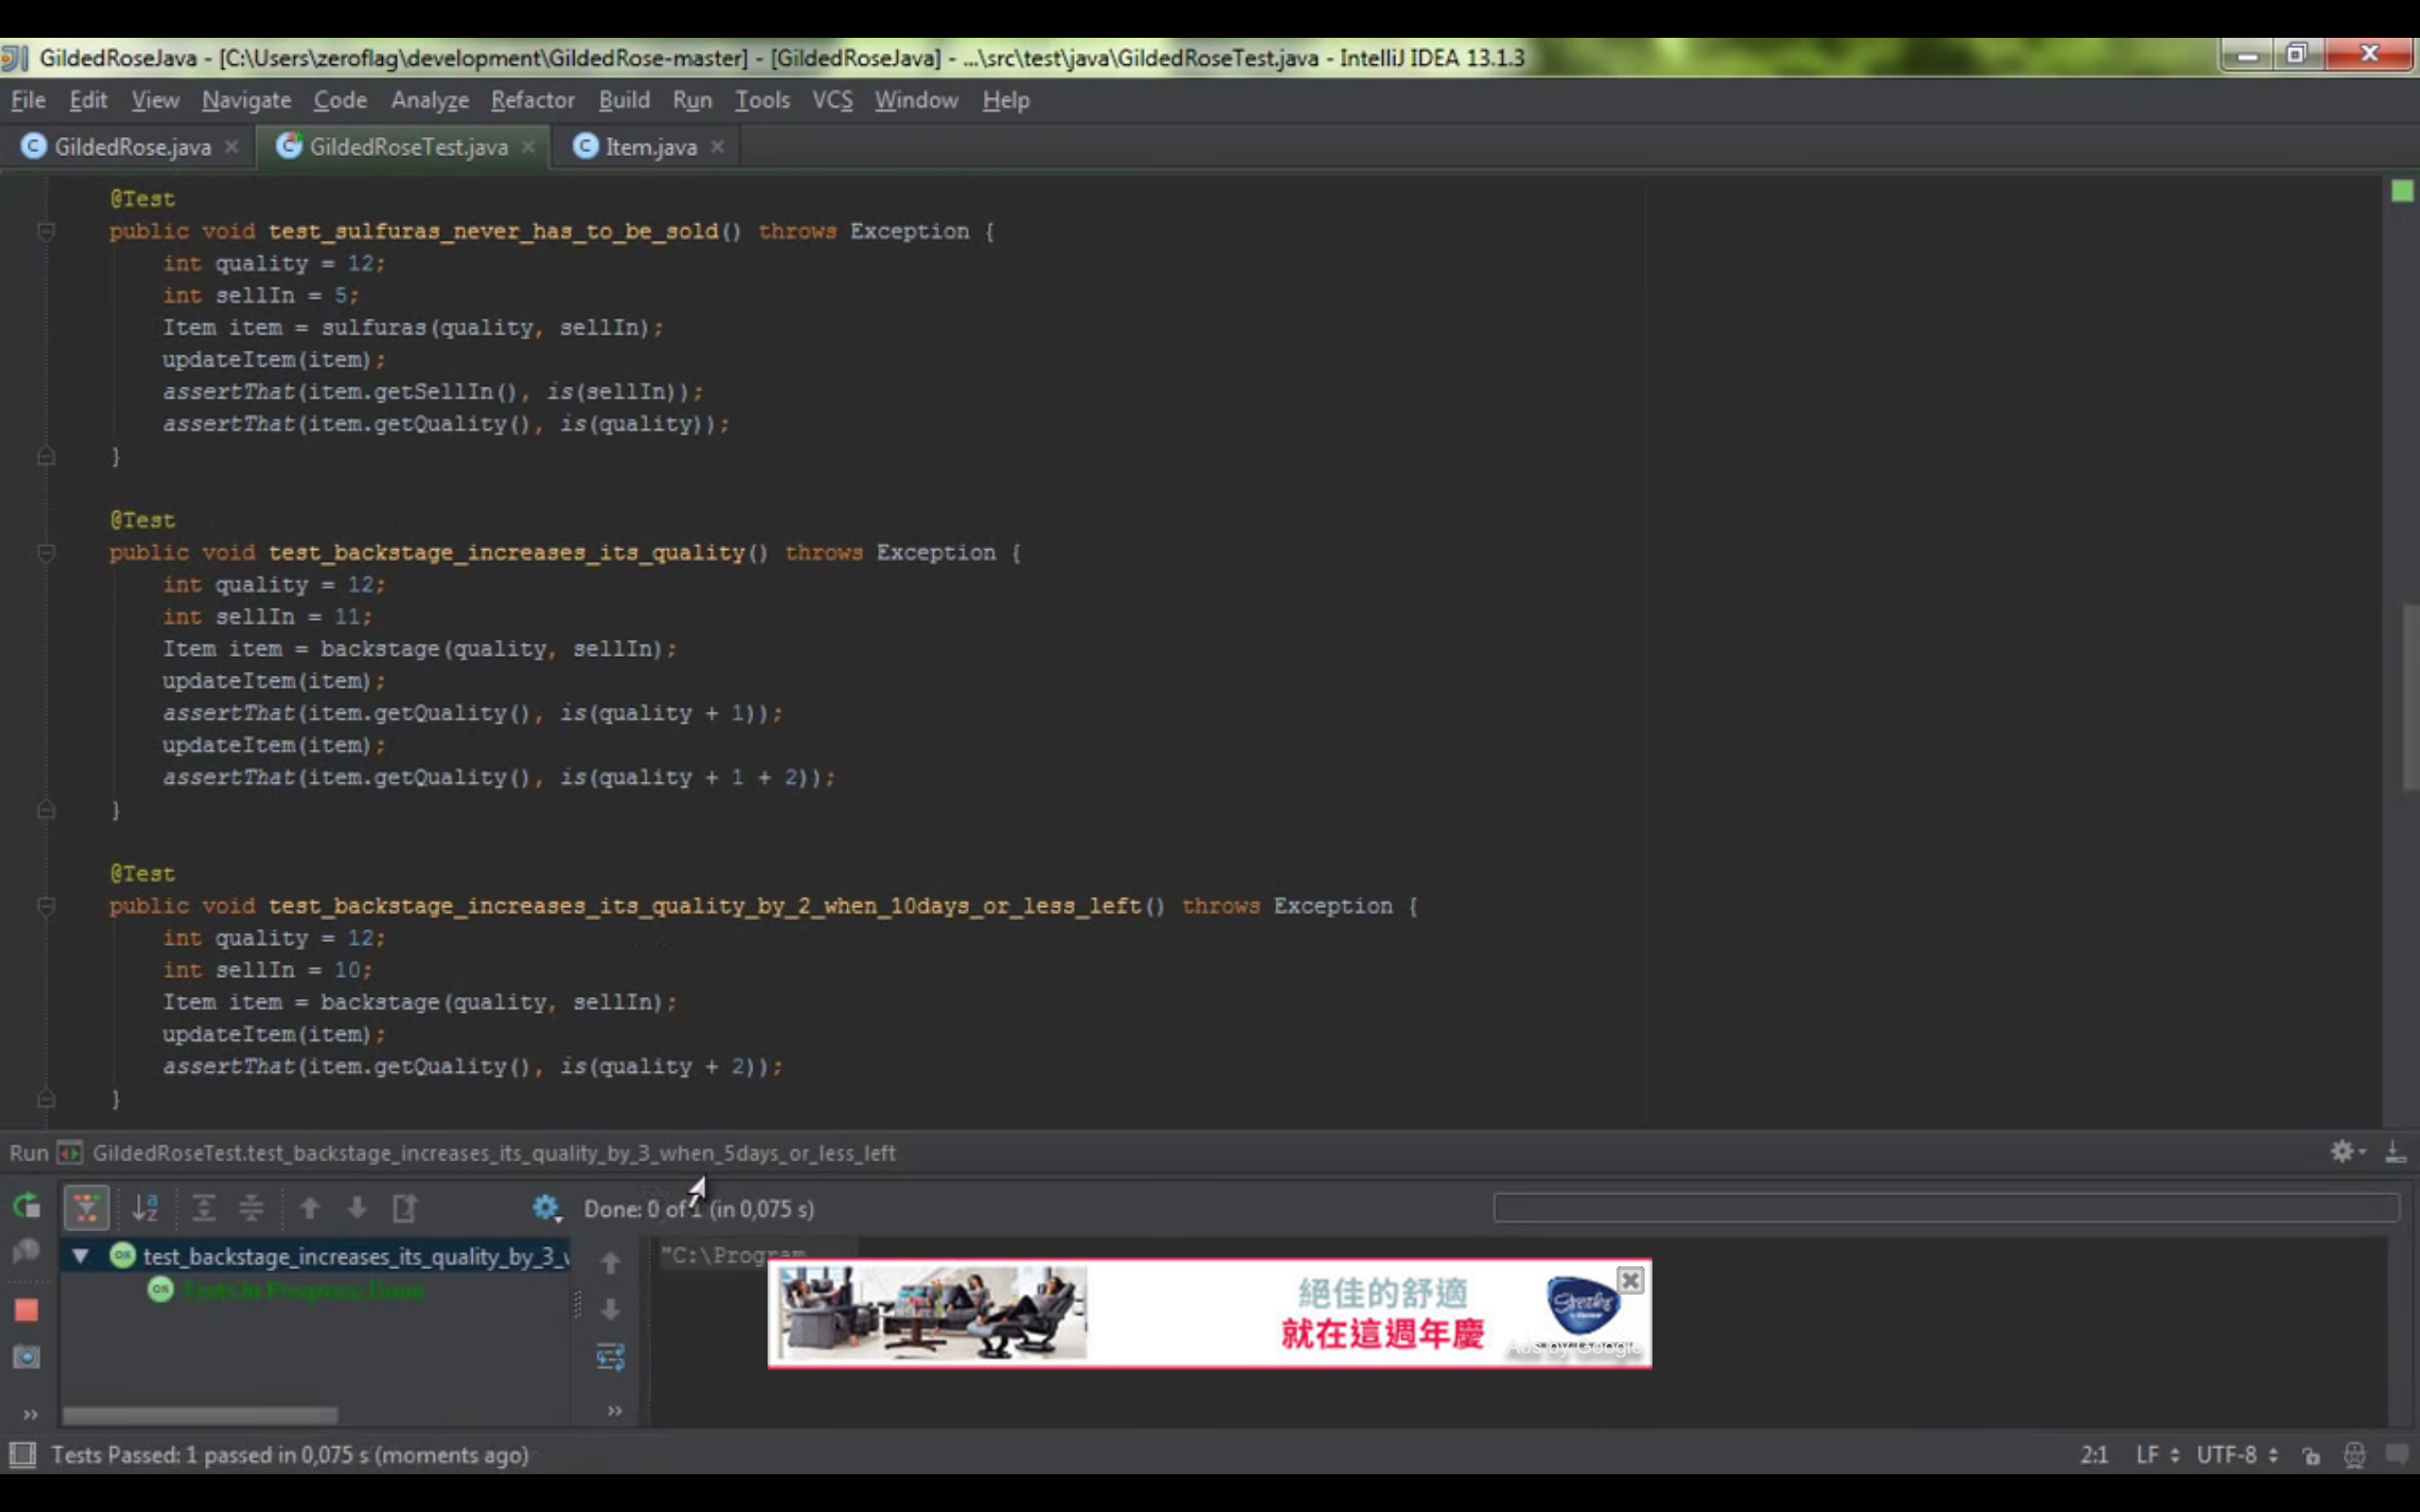 GildedRoseJava - [C:\Users\zeroflag\development\GildedRose-master] - [GildedRoseJava] - ...\src\test\java\GildedRoseTest.java - IntelliJ IDEA 13.1.3
File Edit View Navigate Code Analyze Refactor Build Run Tools VCS Window Help
GildedRose.java GildedRoseTest.java Item.java
@Test
public void test_sulfuras_never_has_to_be_sold() throws Exception {
int quality = 12;
int sellIn = 5;
Item item = sulfuras(quality, sellIn);
updateItem(item);
assertThat(item.getSellIn(), is(sellIn));
assertThat(item.getQuality(), is(quality));
}
@Test
public void test_backstage_increases_its_quality() throws Exception {
int quality = 12;
int sellIn = 11;
Item item = backstage(quality, sellIn);
updateItem(item);
assertThat(item.getQuality(), is(quality + 1));
updateItem(item);
assertThat(item.getQuality(), is(quality + 1 + 2));
}
@Test
public void test_backstage_increases_its_quality_by_2_when_10days_or_less_left() throws Exception {
int quality = 12;
int sellIn = 10;
Item item = backstage(quality, sellIn);
updateItem(item);
assertThat(item.getQuality(), is(quality + 2));
}
Run GildedRoseTest.test_backstage_increases_its_quality_by_3_when_5days_or_less_left
Done: 0 of 1 (in 0,075 s)
test_backstage_increases_its_quality_by_3_
Tests in Progress: Done
"C:\Program
絕佳的舒適
就在這週年慶
Ads by Google
Tests Passed: 1 passed in 0,075 s (moments ago)
2:1 LF UTF-8